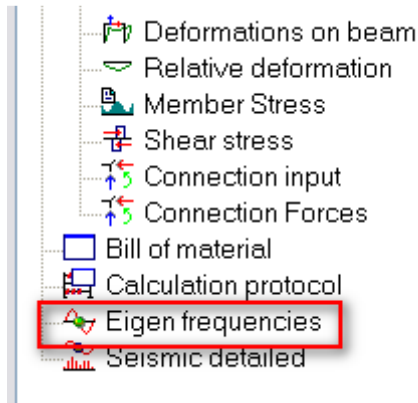 Deformations on beam
Relative deformation
Member Stress
Shear stress
Connection input
Connection Forces
Bill of material
Calculation protocol
Eigen frequencies
Seismic detailed